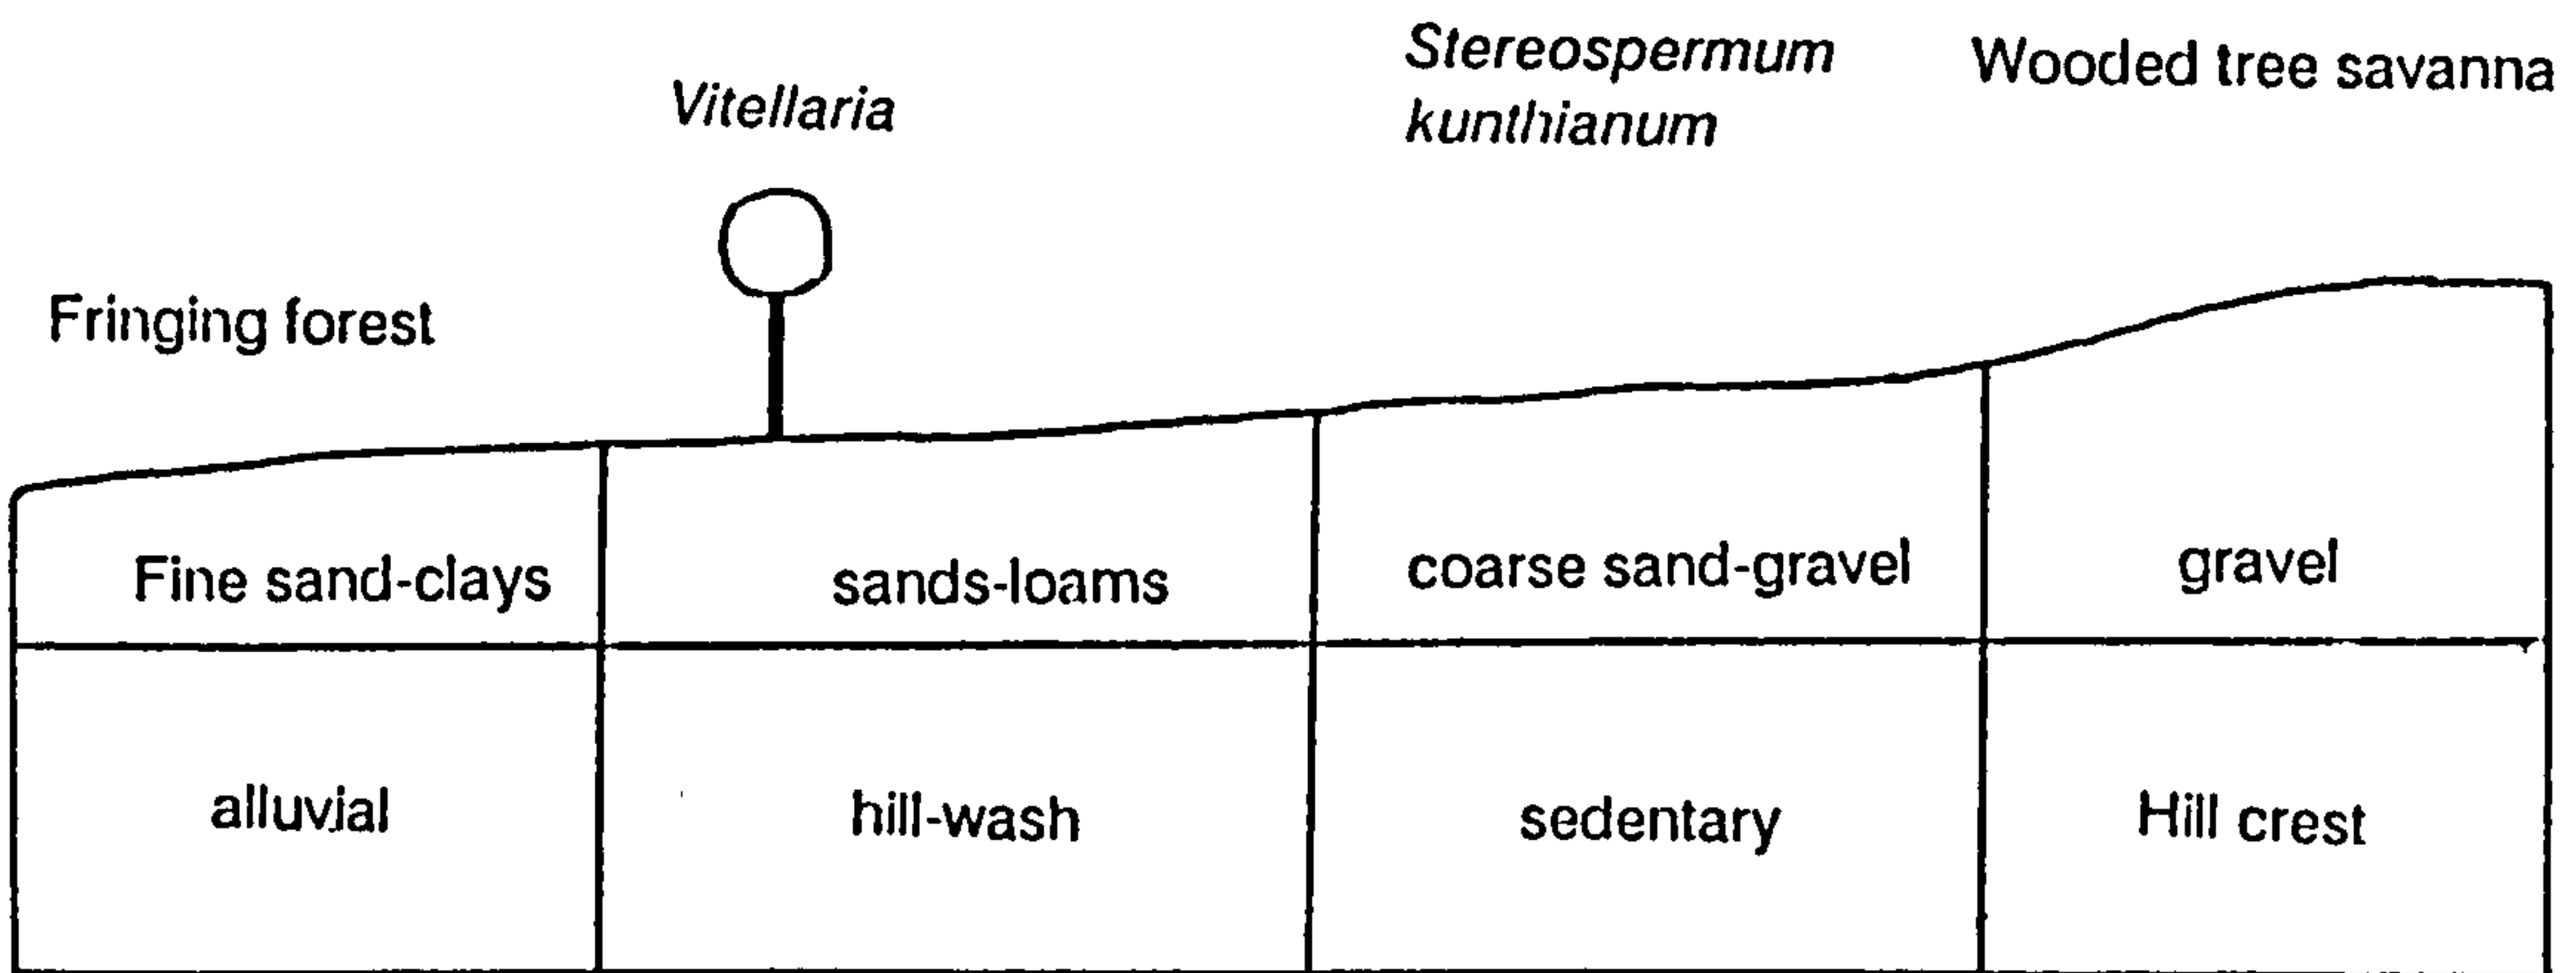 Stereospermum
kunthianum
Wooded tree savanna
Vitellaria
Fringing forest
Fine sand-clays
sands-loams
coarse sand-gravel
gravel
alluvial
hill-wash
sedentary
Hill crest